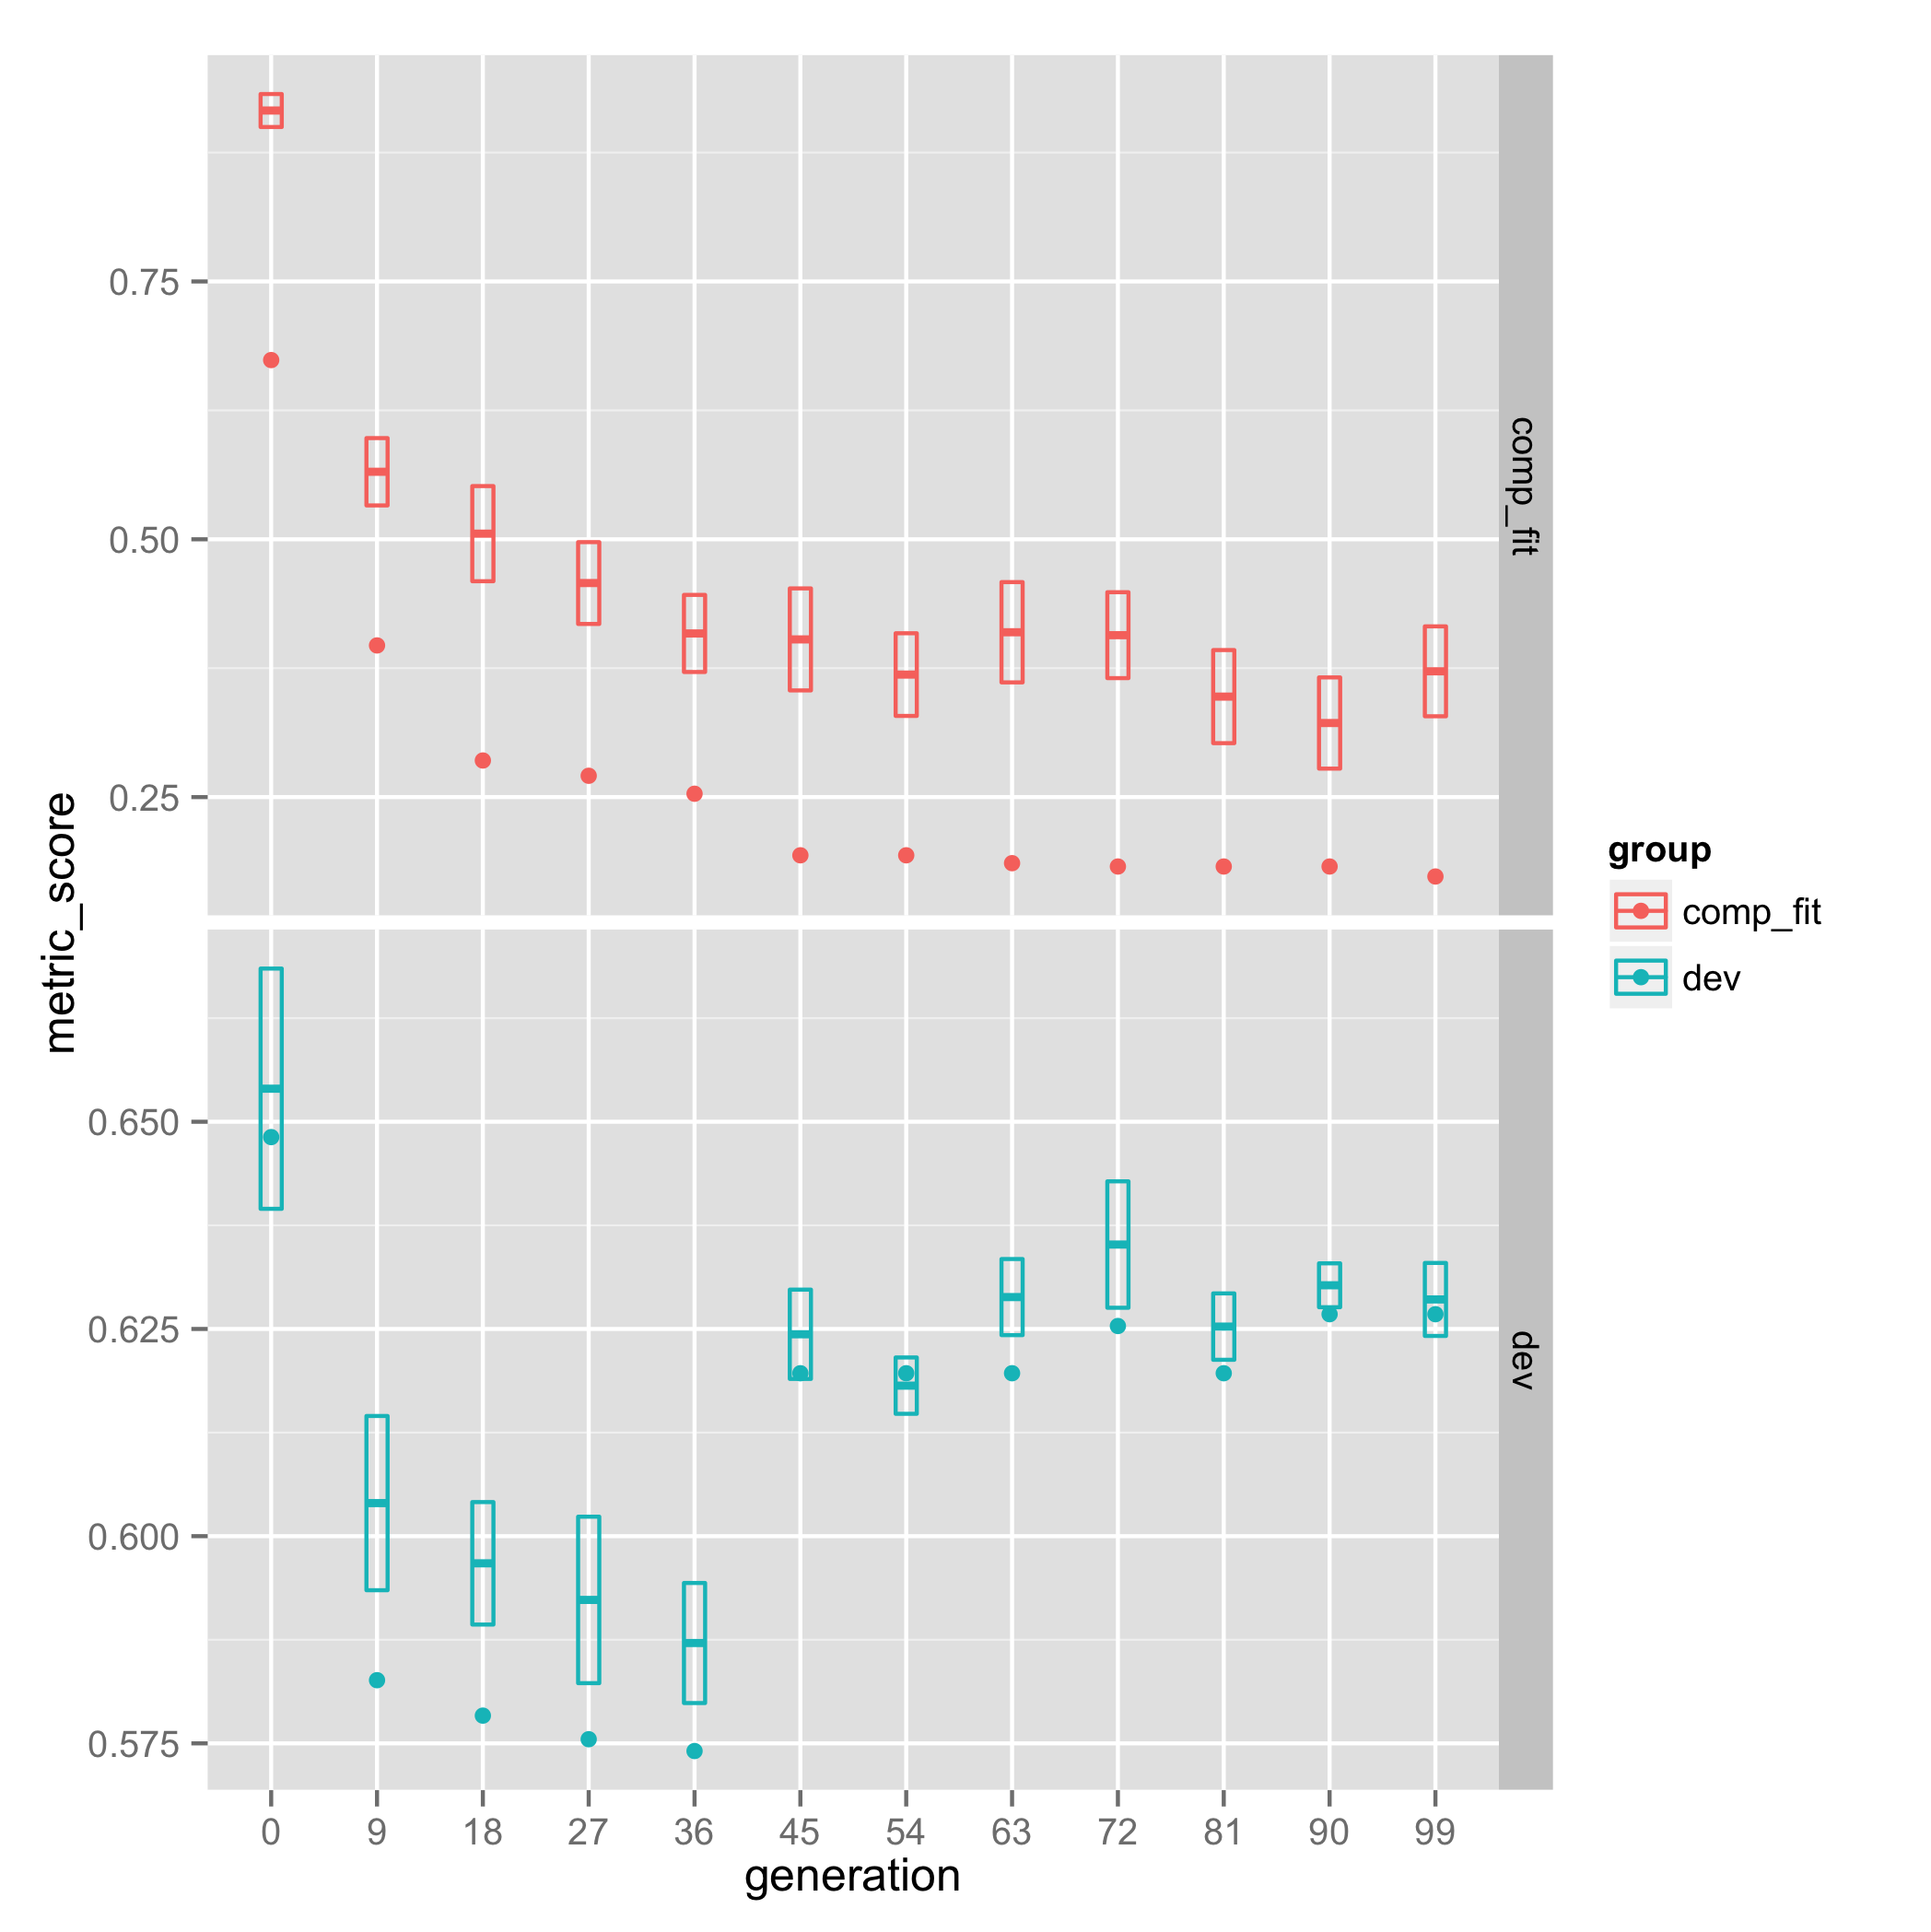 metric_score
0.75
0.50
0.25
comp_fit
0.650
0.625
0.600
0.575
dev
0 9 18 27 36 45 54 63 72 81 90 99
generation
group
comp_fit
dev